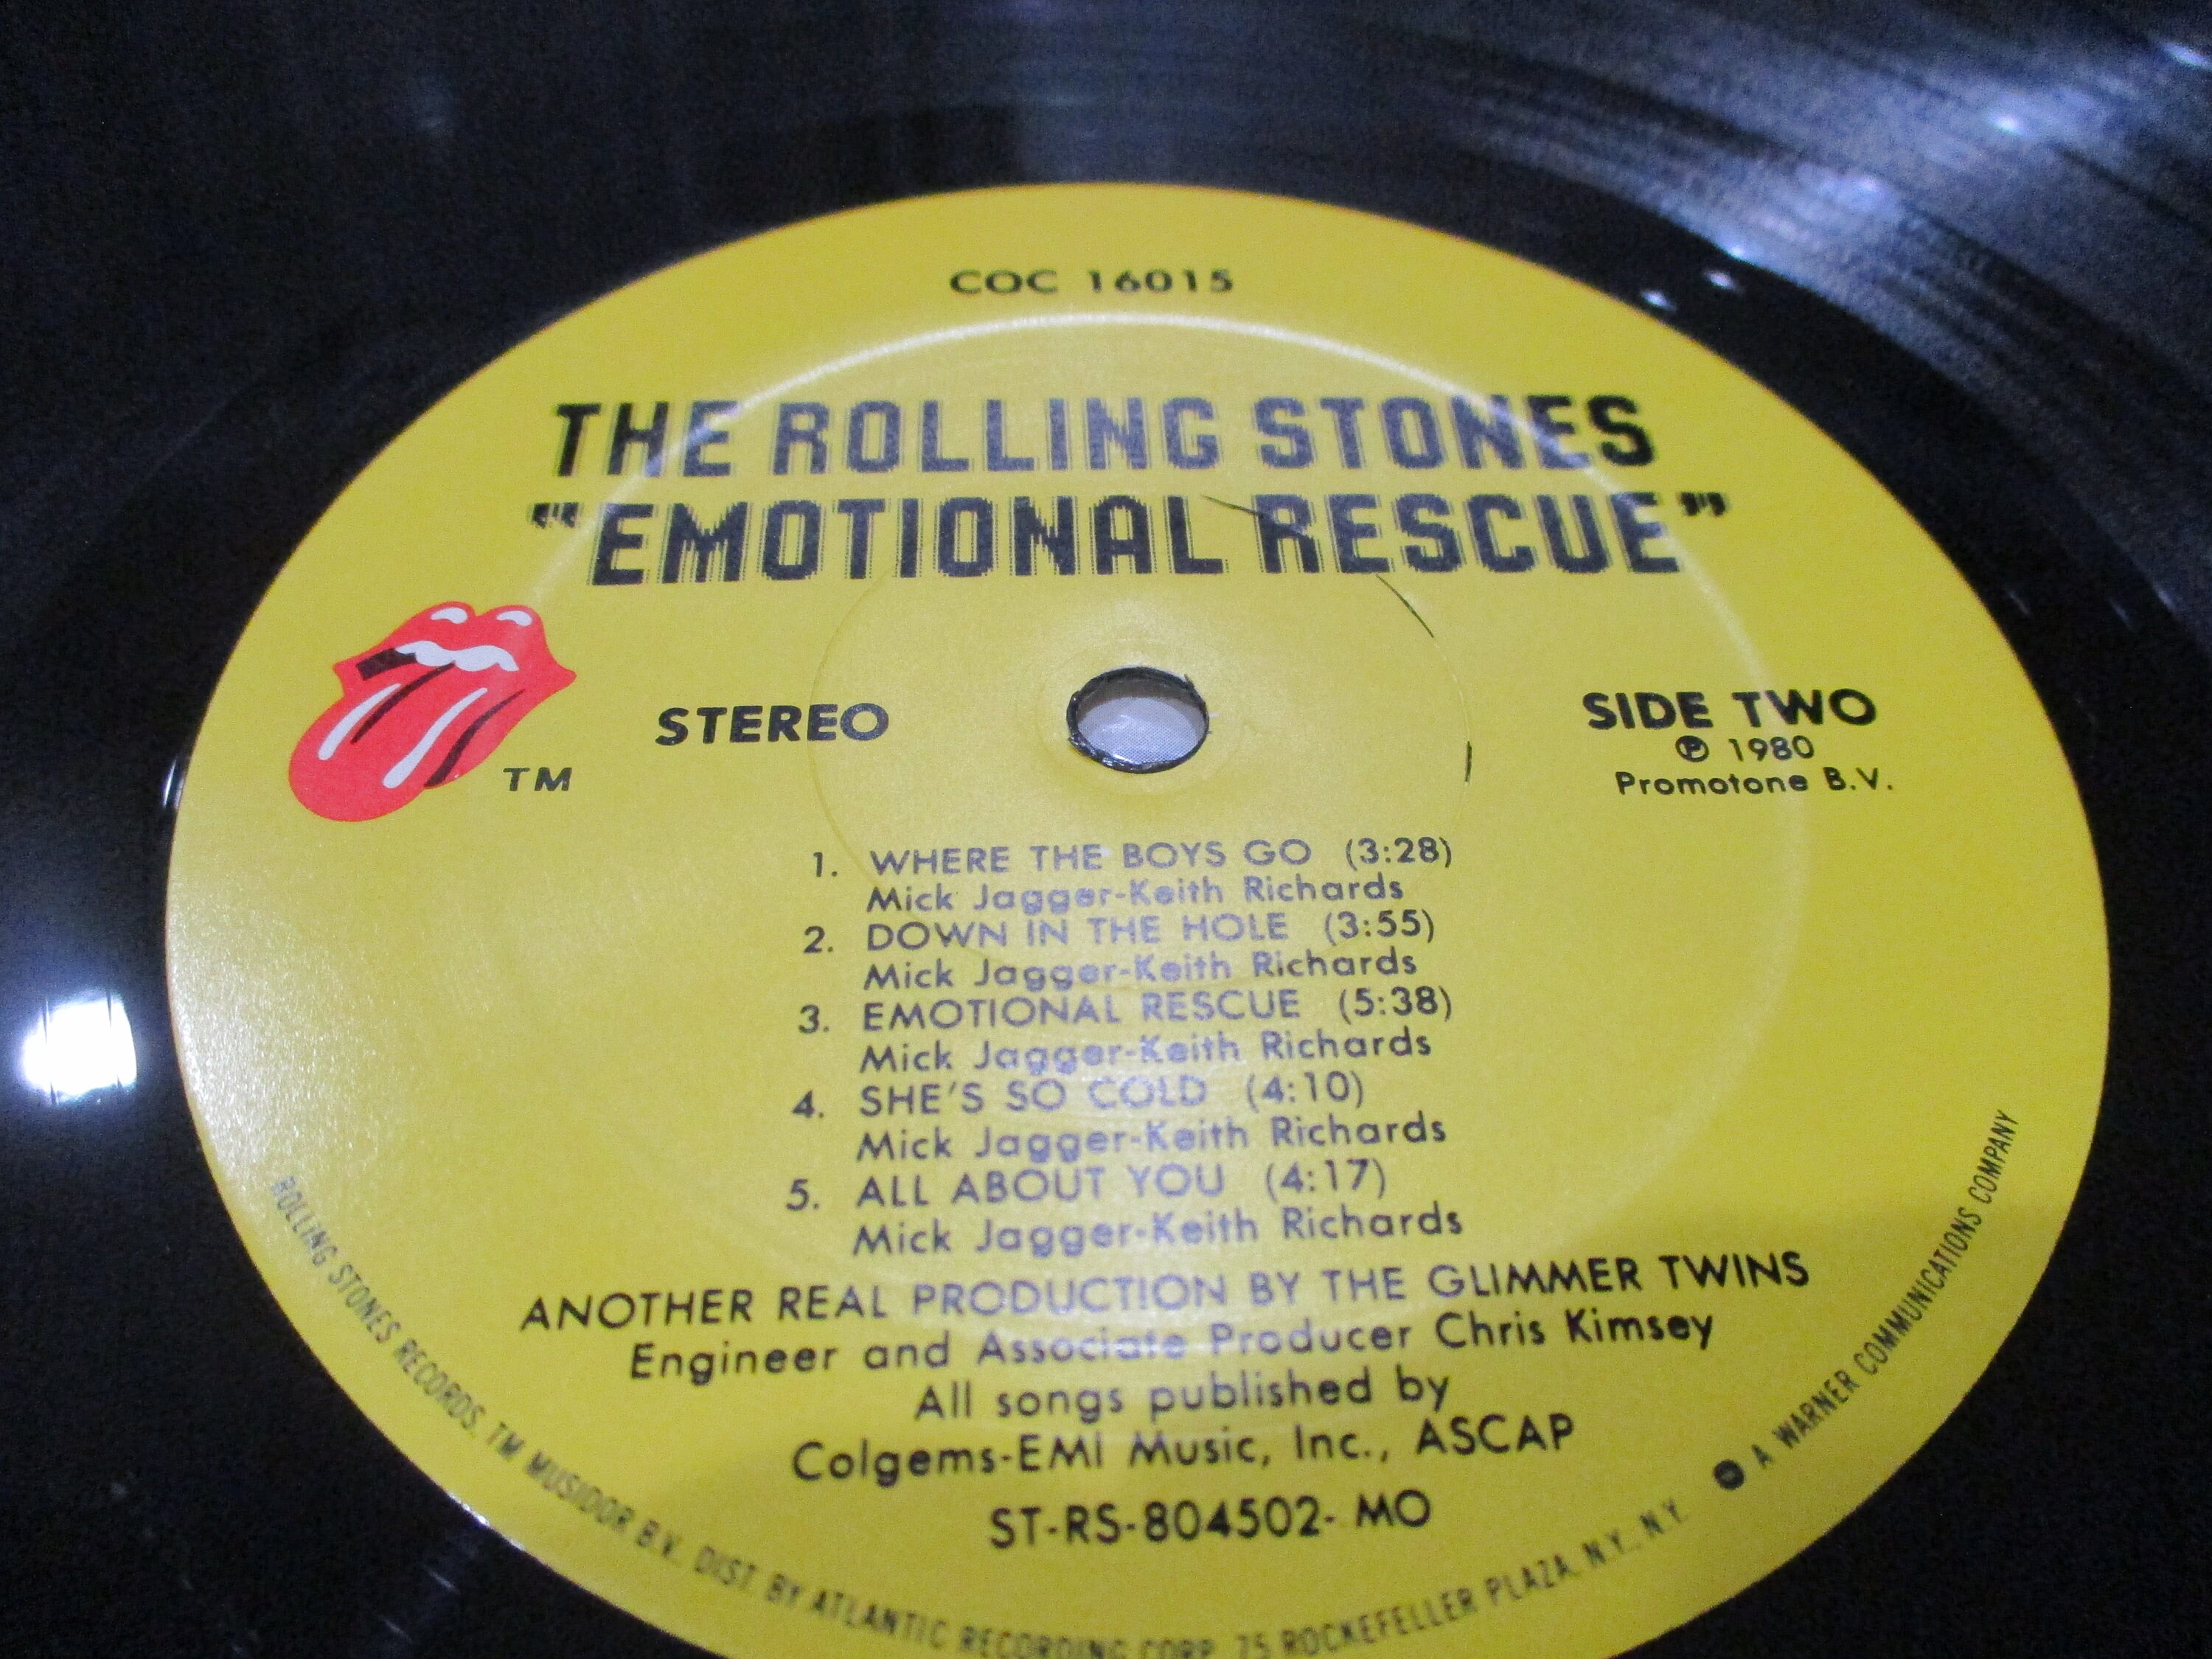 COC 16015
THE ROLLING STONES
"EMOTIONAL RESCUE"
TM
STEREO
SIDE TWO
℗ 1980
Promotone B.V.
1. WHERE THE BOYS GO (3:28)
Mick Jagger-Keith Richards
2. DOWN IN THE HOLE (3:55)
Mick Jagger-Keith Richards
3. EMOTIONAL RESCUE (5:38)
Mick Jagger-Keith Richards
4. SHE'S SO COLD (4:10)
Mick Jagger-Keith Richards
5. ALL ABOUT YOU (4:17)
Mick Jagger-Keith Richards
ANOTHER REAL PRODUCTION BY THE GLIMMER TWINS
Engineer and Associate Producer Chris Kimsey
All songs published by
Colgems-EMI Music, Inc., ASCAP
ST-RS-804502-MO
ROLLING STONES RECORDS. TM MUSIDOR B.V. DIST. BY ATLANTIC RECORDING CORP. 75 ROCKEFELLER PLAZA, N.Y., N.Y. A WARNER COMMUNICATIONS COMPANY